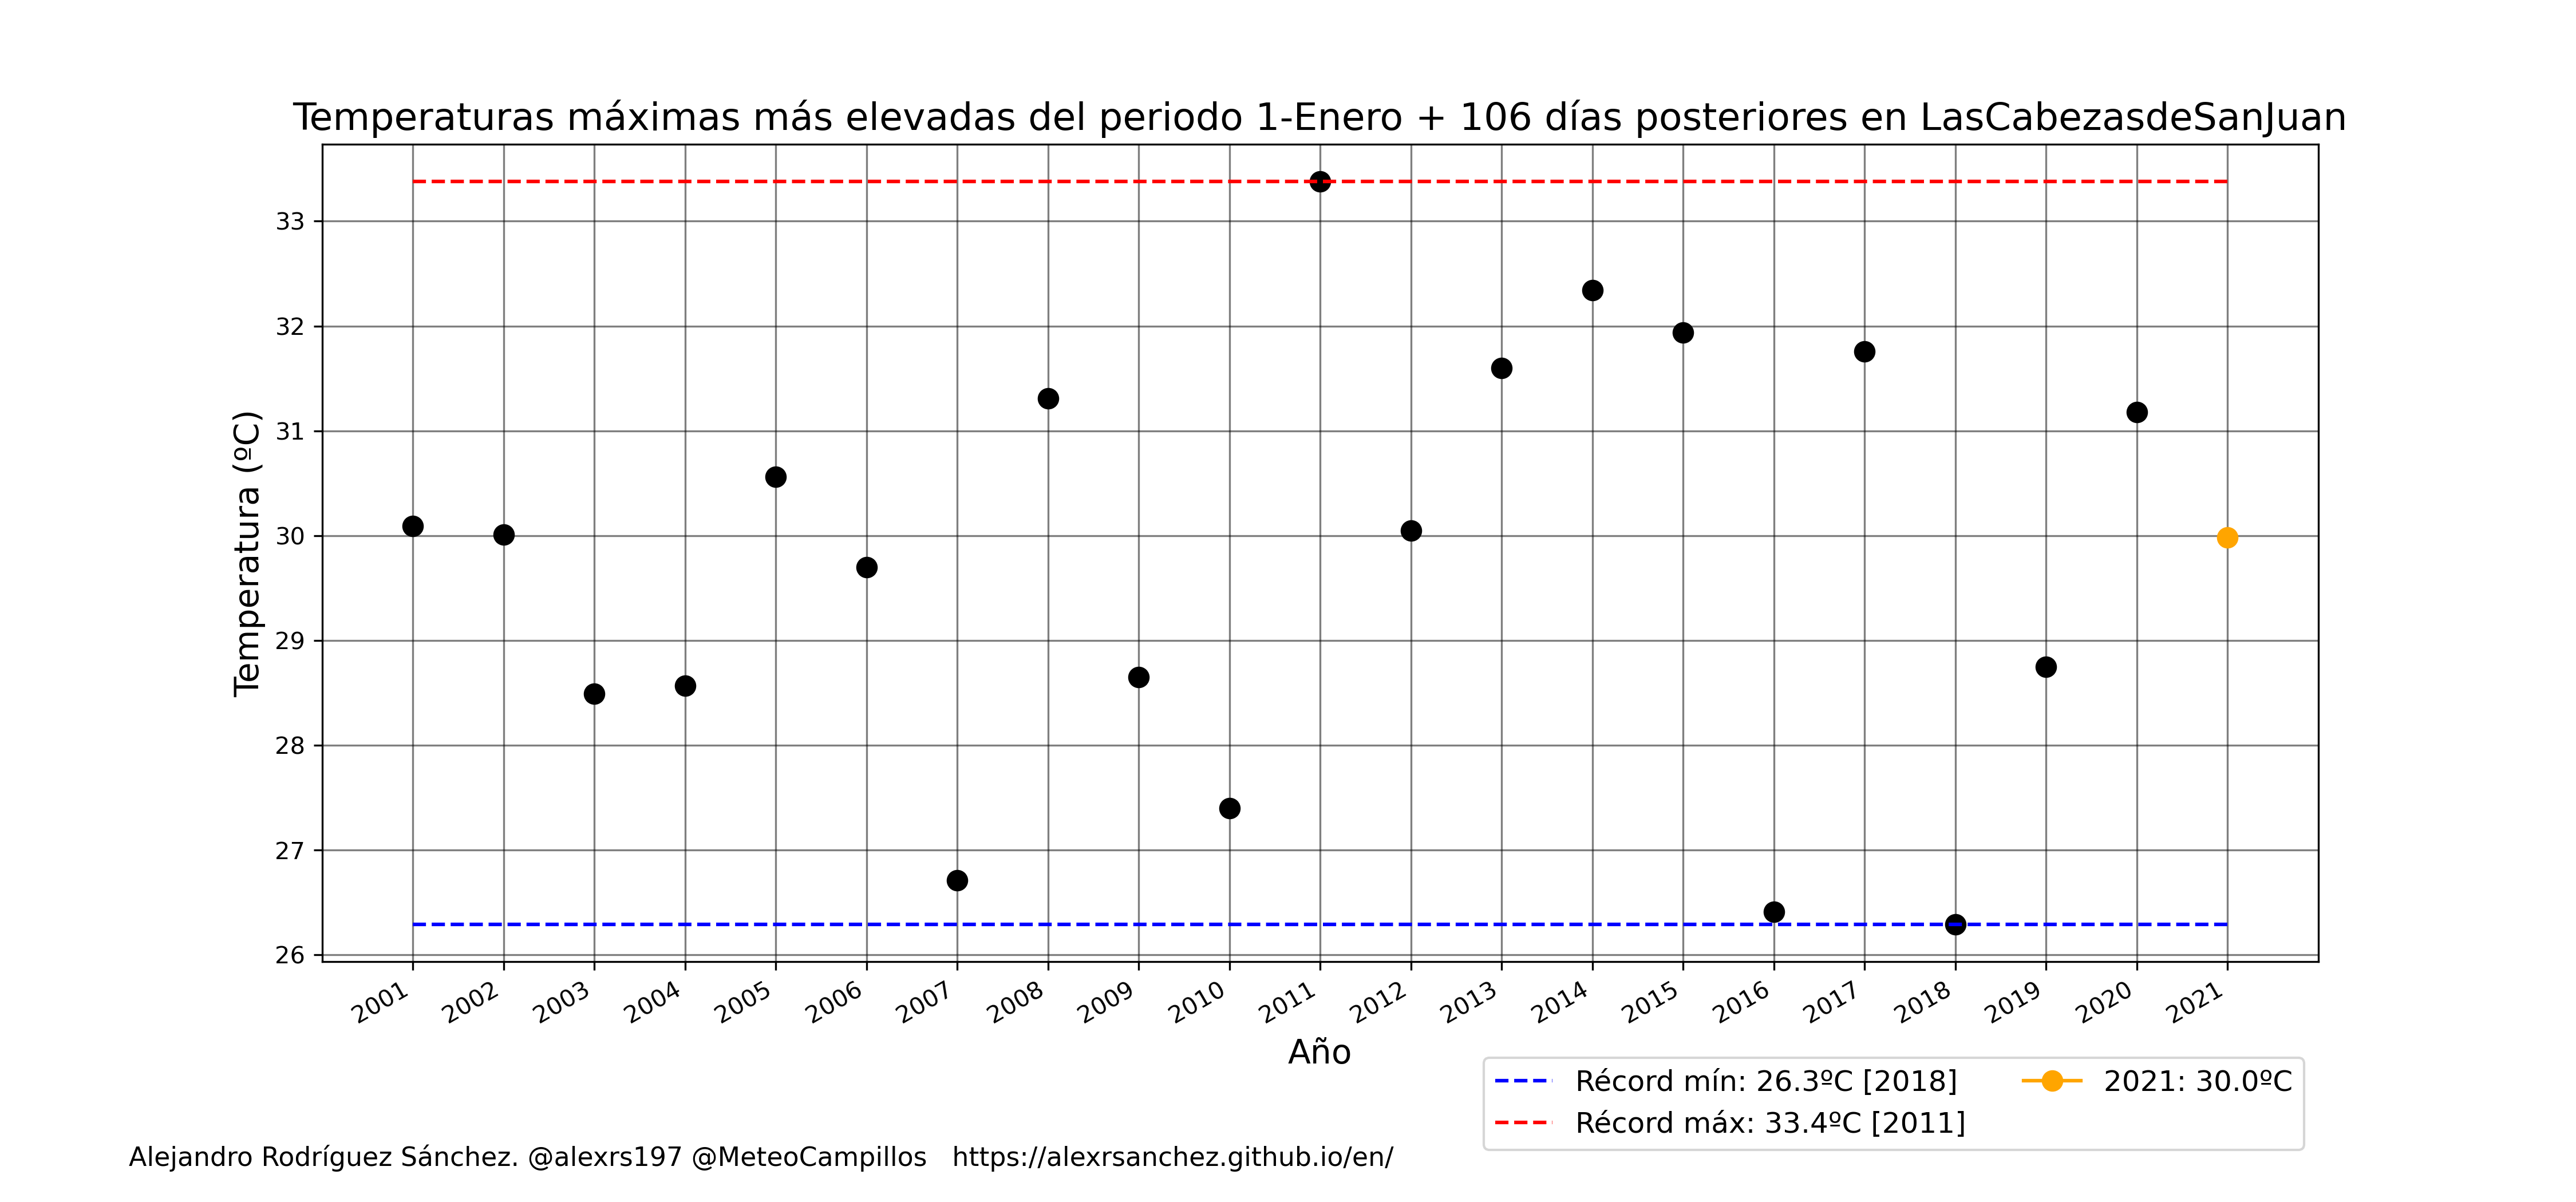 Temperaturas máximas más elevadas del periodo 1-Enero + 106 días posteriores en LasCabezasdeSanJuan
Temperatura (ºC)
33
32
31
30
29
28
27
26
2001 2002 2003 2004 2005 2006 2007 2008 2009 2010 2011 2012 2013 2014 2015 2016 2017 2018 2019 2020 2021
Año
Récord mín: 26.3ºC [2018] 2021: 30.0ºC
Récord máx: 33.4ºC [2011]
Alejandro Rodríguez Sánchez. @alexrs197 @MeteoCampillos https://alexrsanchez.github.io/en/